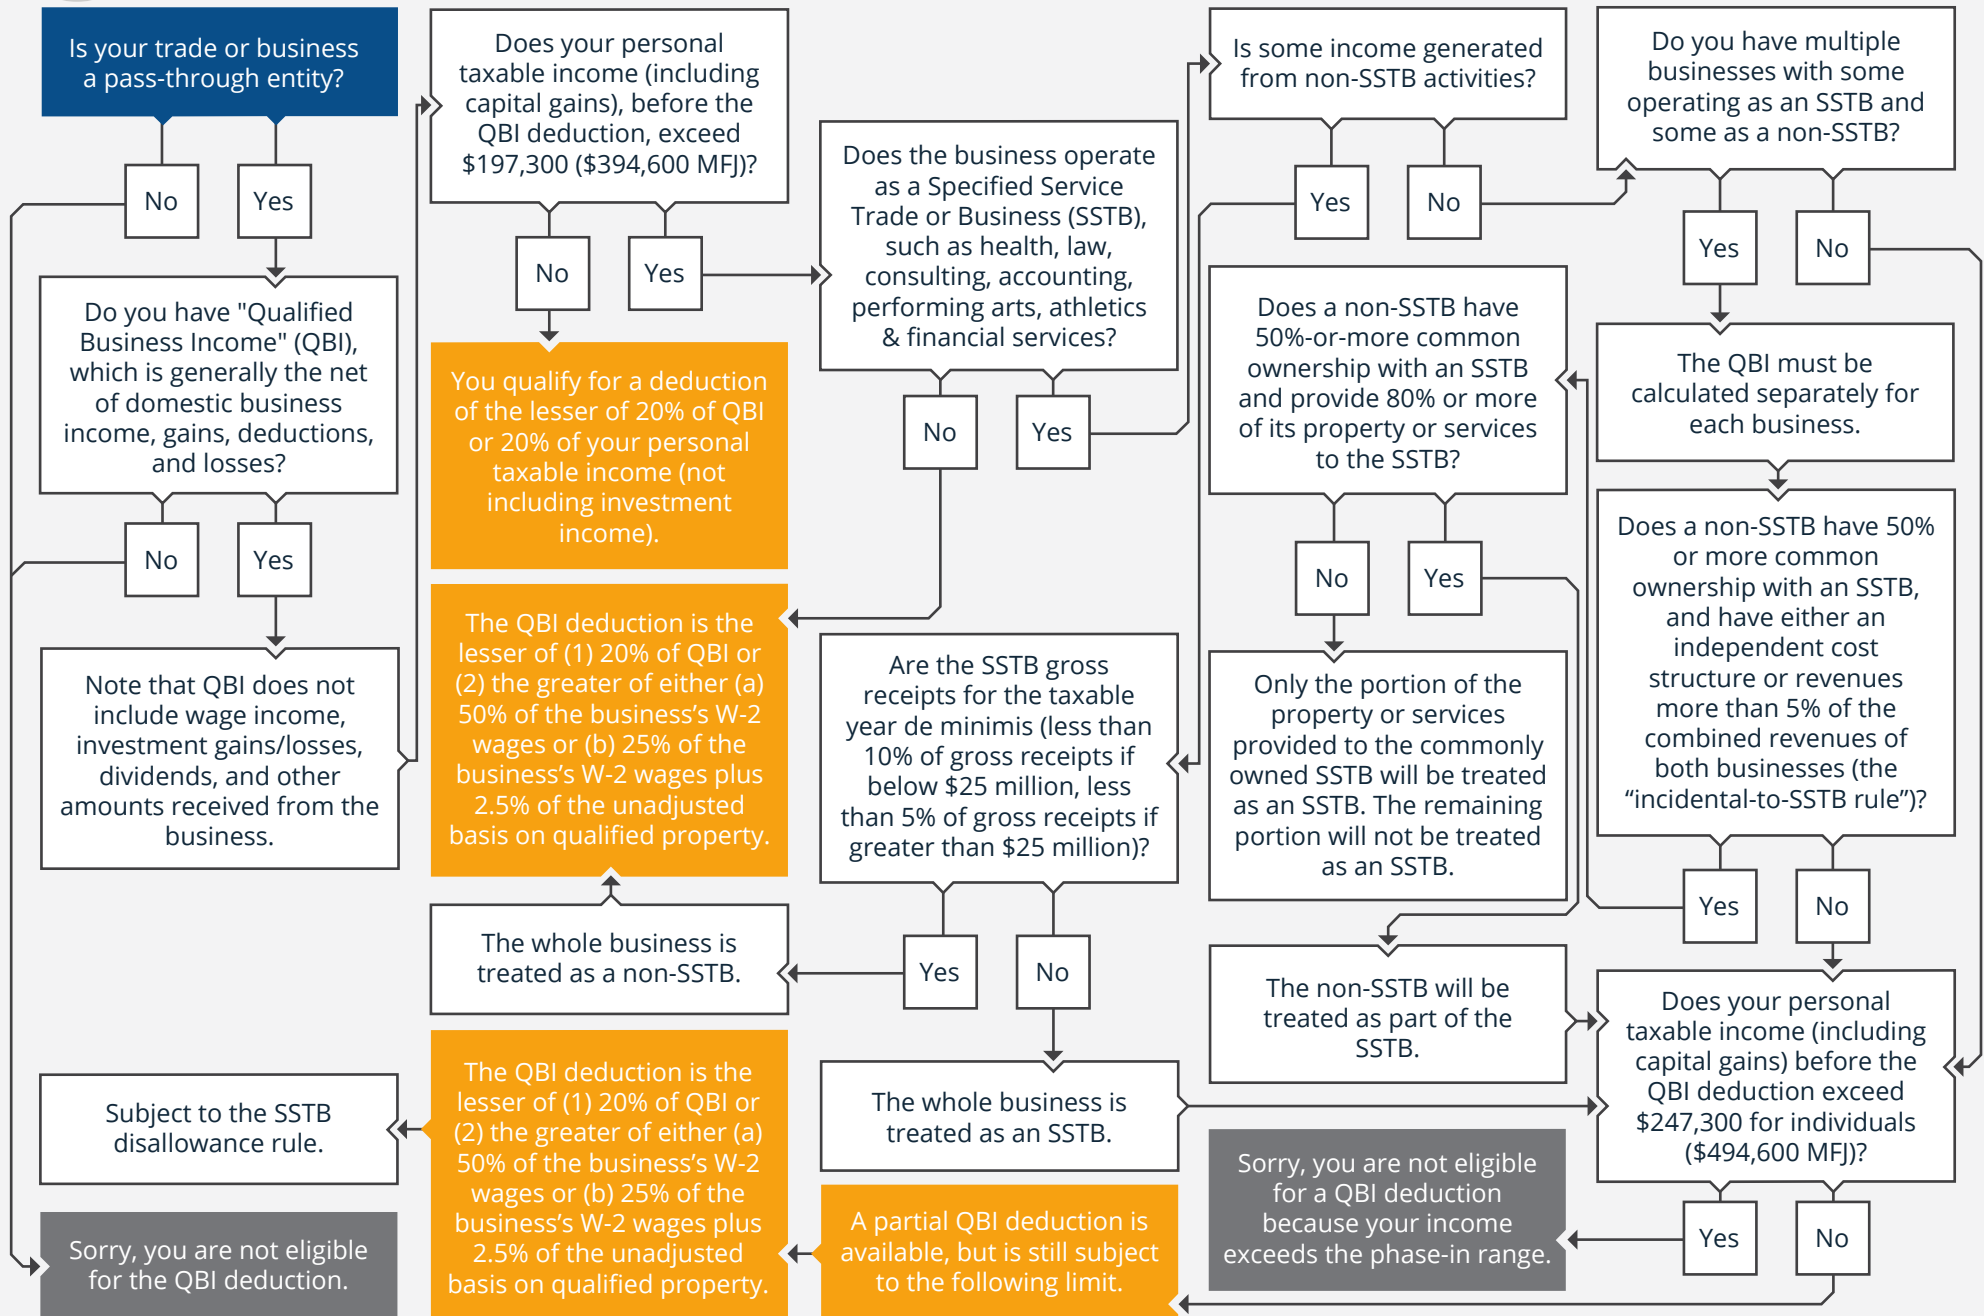 Is your trade or business
a pass-through entity?
No
Yes
Do you have "Qualified
Business Income" (QBI),
which is generally the net
of domestic business
income, gains, deductions,
and losses?
No
Yes
Note that QBI does not
include wage income,
investment gains/losses,
dividends, and other
amounts received from the
business.
Does your personal
taxable income (including
capital gains), before the
QBI deduction, exceed
$197,300 ($394,600 MFJ)?
No
Yes
You qualify for a deduction
of the lesser of 20% of QBI
or 20% of your personal
taxable income (not
including investment
income).
Does the business operate
as a Specified Service
Trade or Business (SSTB),
such as health, law,
consulting, accounting,
performing arts, athletics
& financial services?
No
Yes
The QBI deduction is the
lesser of (1) 20% of QBI or
(2) the greater of either (a)
50% of the business’s W-2
wages or (b) 25% of the
business’s W-2 wages plus
2.5% of the unadjusted
basis on qualified property.
Is some income generated
from non-SSTB activities?
Yes
No
Are the SSTB gross
receipts for the taxable
year de minimis (less than
10% of gross receipts if
below $25 million, less
than 5% of gross receipts if
greater than $25 million)?
Yes
No
The whole business is
treated as a non-SSTB.
The whole business is
treated as an SSTB.
Do you have multiple
businesses with some
operating as an SSTB and
some as a non-SSTB?
Yes
No
The QBI must be
calculated separately for
each business.
Does a non-SSTB have 50%
or more common
ownership with an SSTB,
and have either an
independent cost
structure or revenues
more than 5% of the
combined revenues of
both businesses (the
“incidental-to-SSTB rule”)?
Yes
No
Does a non-SSTB have
50%-or-more common
ownership with an SSTB
and provide 80% or more
of its property or services
to the SSTB?
No
Yes
Only the portion of the
property or services
provided to the commonly
owned SSTB will be treated
as an SSTB. The remaining
portion will not be treated
as an SSTB.
The non-SSTB will be
treated as part of the
SSTB.
Does your personal
taxable income (including
capital gains) before the
QBI deduction exceed
$247,300 for individuals
($494,600 MFJ)?
Yes
No
Sorry, you are not eligible
for a QBI deduction
because your income
exceeds the phase-in range.
A partial QBI deduction is
available, but is still subject
to the following limit.
The QBI deduction is the
lesser of (1) 20% of QBI or
(2) the greater of either (a)
50% of the business’s W-2
wages or (b) 25% of the
business’s W-2 wages plus
2.5% of the unadjusted
basis on qualified property.
Subject to the SSTB
disallowance rule.
Sorry, you are not eligible
for the QBI deduction.